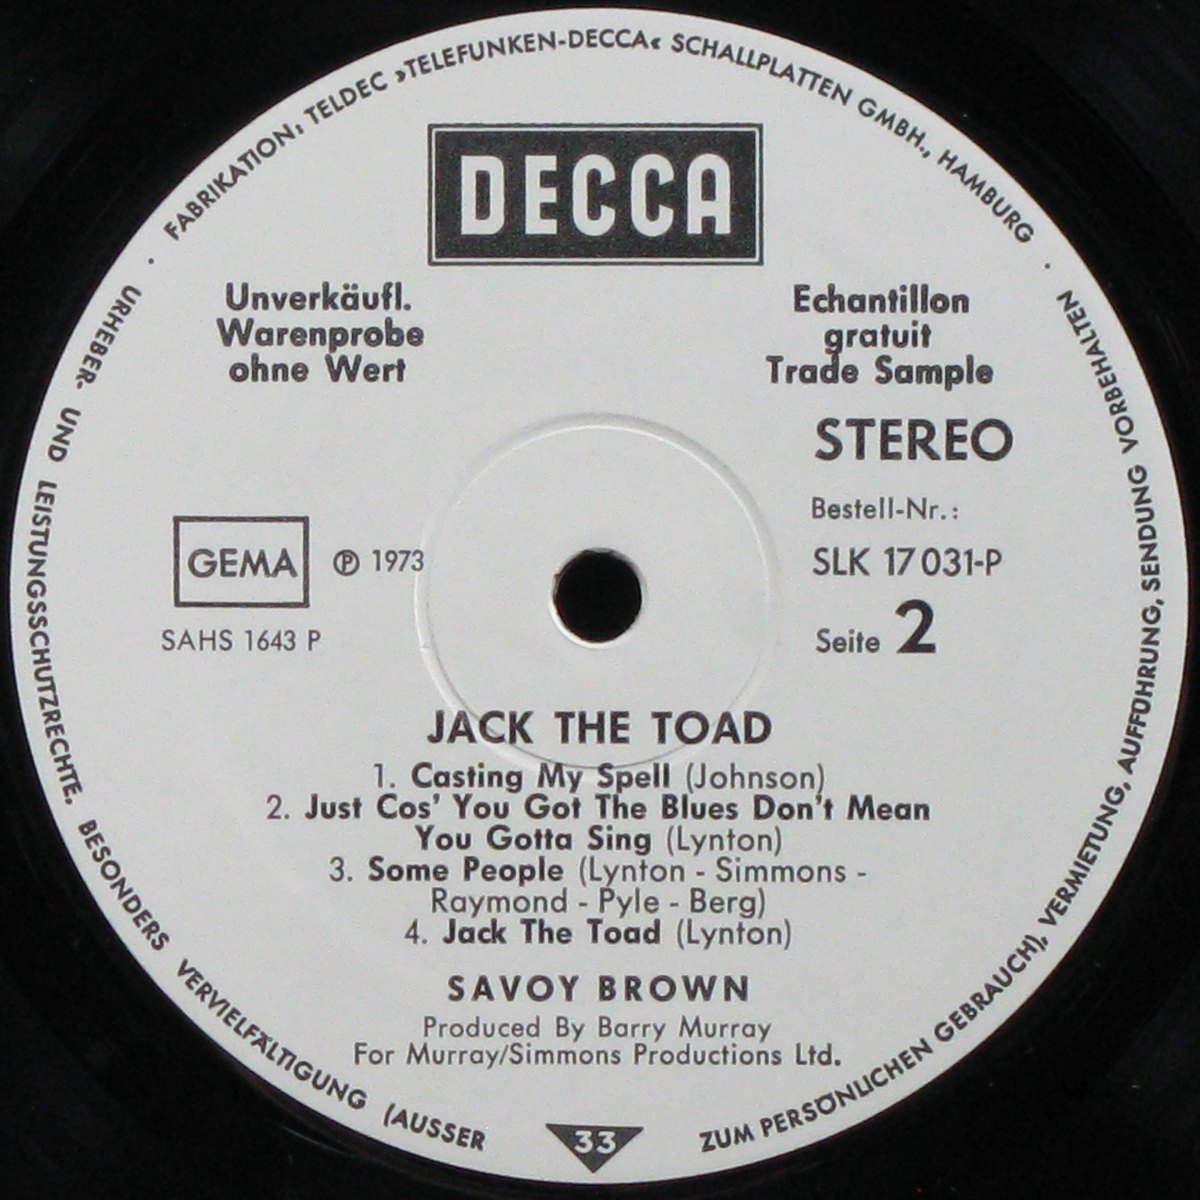 FABRIKATION: TELDEC »TELEFUNKEN-DECCA« SCHALLPLATTEN GMBH., HAMBURG ·
URHEBER- UND LEISTUNGSSCHUTZRECHTE. BESONDERS VERVIELFÄLTIGUNG (AUSSER
ZUM PERSÖNLICHEN GEBRAUCH), VERMIETUNG, AUFFÜHRUNG, SENDUNG VORBEHALTEN ·
DECCA
Unverkäufl.
Warenprobe
ohne Wert
Echantillon
gratuit
Trade Sample
STEREO
Bestell-Nr.:
SLK 17 031-P
Seite 2
GEMA
℗ 1973
SAHS 1643 P
JACK THE TOAD
1. Casting My Spell (Johnson)
2. Just Cos' You Got The Blues Don't Mean
You Gotta Sing (Lynton)
3. Some People (Lynton - Simmons -
Raymond - Pyle - Berg)
4. Jack The Toad (Lynton)
SAVOY BROWN
Produced By Barry Murray
For Murray/Simmons Productions Ltd.
33